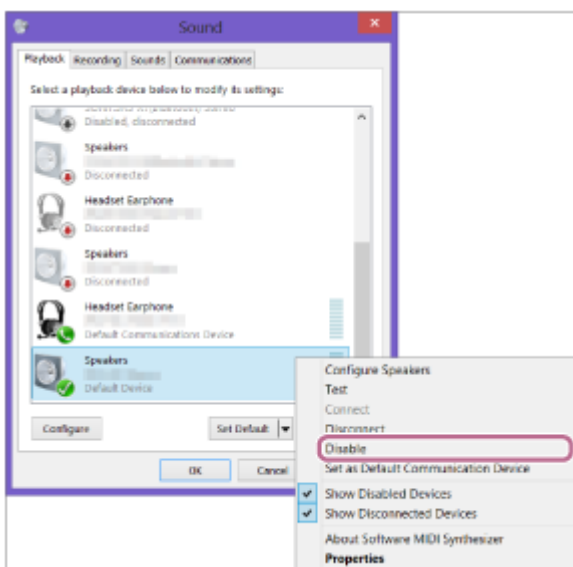 Sound
Playback Recording Sounds Communications
Select a playback device below to modify its settings:
Disabled, disconnected
Speakers
Disconnected
Headset Earphone
Disconnected
Speakers
Disconnected
Headset Earphone
Default Communications Device
Speakers
Default Device
Configure Set Default
OK Cancel
Configure Speakers
Test
Connect
Disconnect
Disable
Set as Default Communication Device
Show Disabled Devices
Show Disconnected Devices
About Software MIDI Synthesizer
Properties